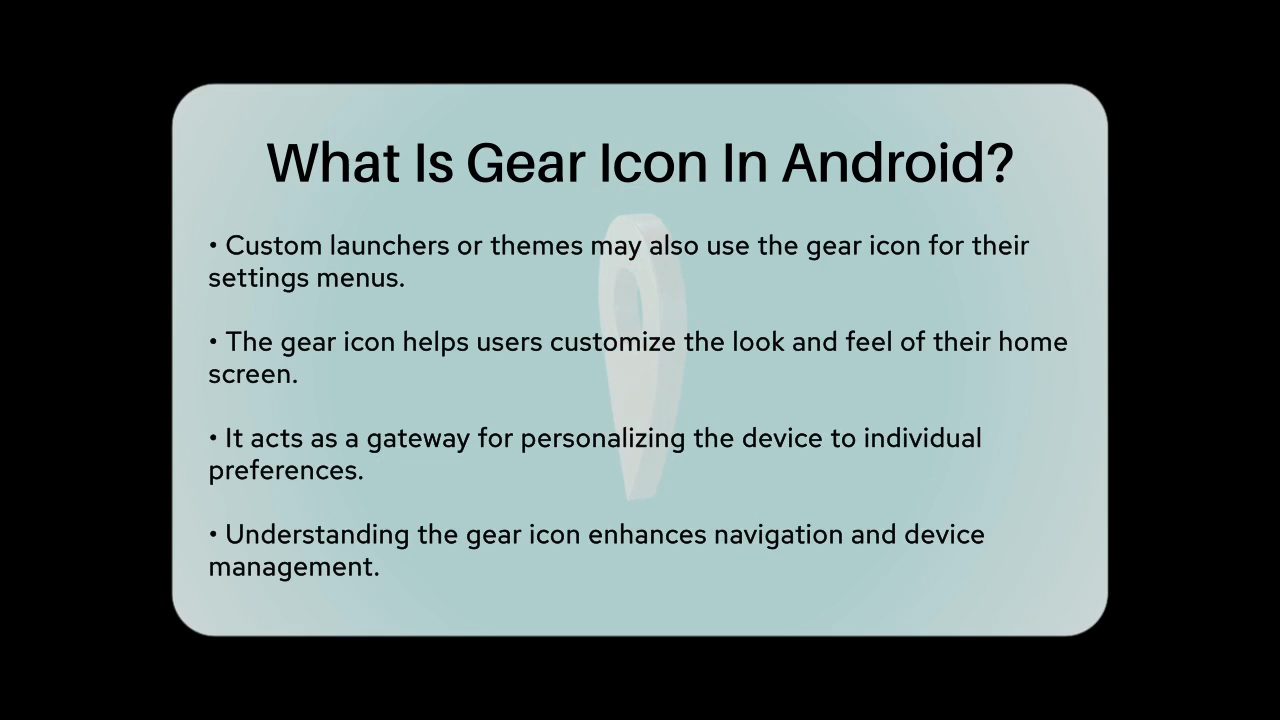 What Is Gear Icon In Android?
• Custom launchers or themes may also use the gear icon for their
settings menus.
• The gear icon helps users customize the look and feel of their home
screen.
• It acts as a gateway for personalizing the device to individual
preferences.
• Understanding the gear icon enhances navigation and device
management.